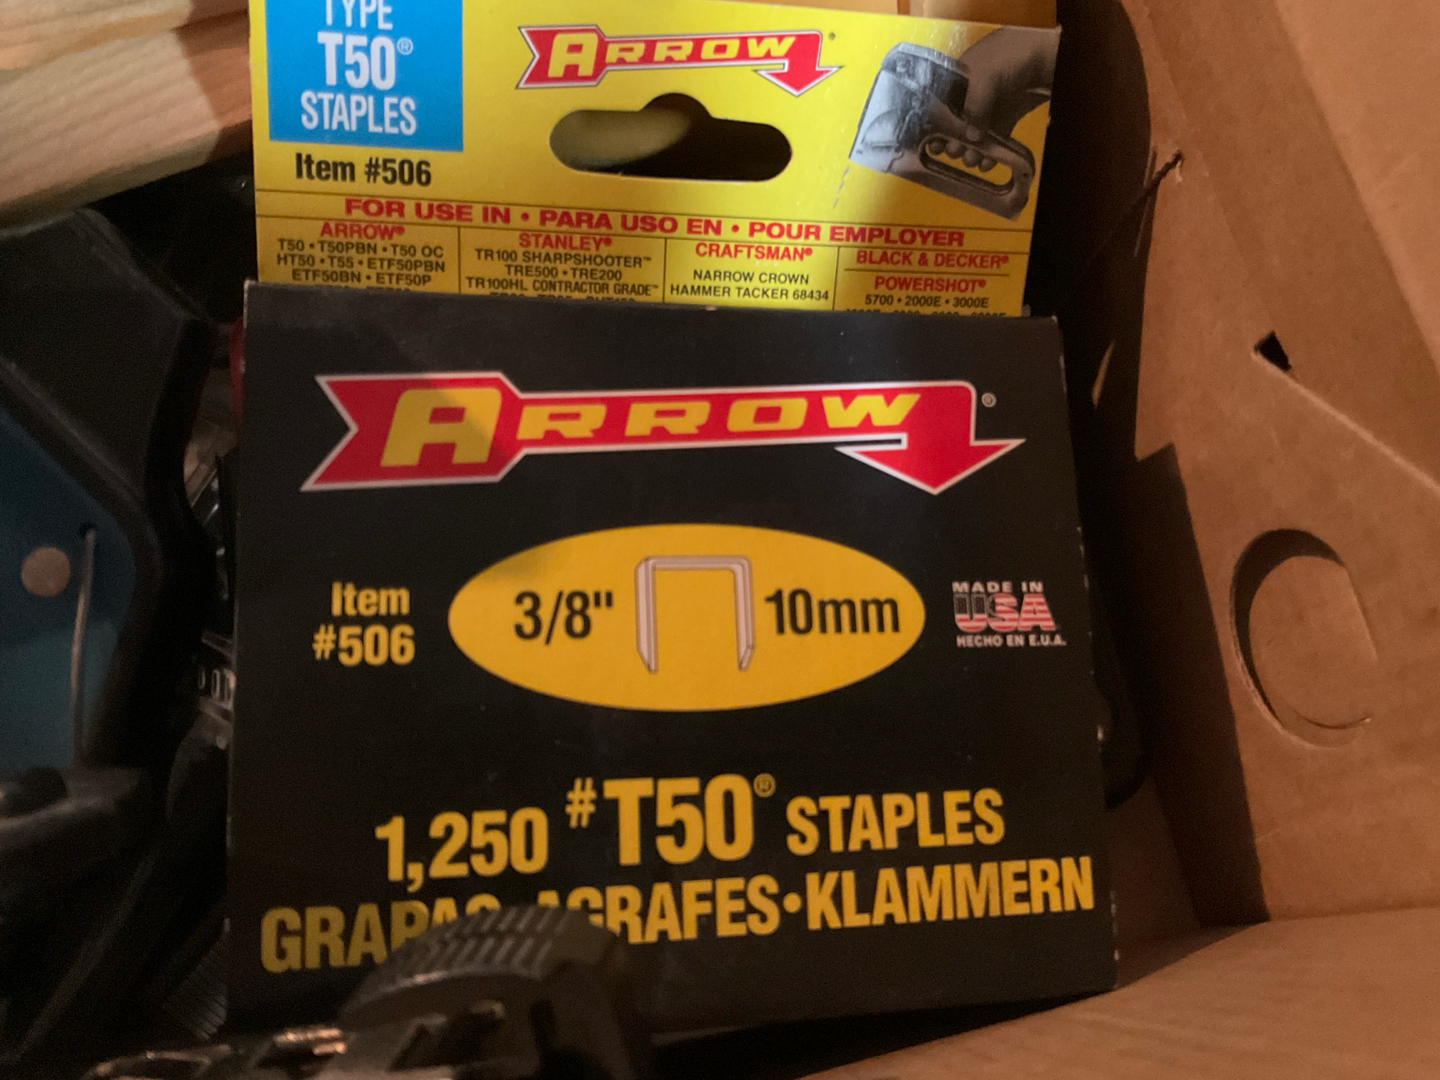 TYPE
T50®
STAPLES
Item #506
ARROW®
FOR USE IN • PARA USO EN • POUR EMPLOYER
ARROW®
T50 • T50PBN • T50 OC
HT50 • T55 • ETF50PBN
ETF50BN • ETF50P
STANLEY®
TR100 SHARPSHOOTER™
TRE500 • TRE200
TR100HL CONTRACTOR GRADE™
CRAFTSMAN®
NARROW CROWN
HAMMER TACKER 68434
BLACK & DECKER®
POWERSHOT®
5700 • 2000E • 3000E
ARROW®
Item
#506
3/8" 10mm
MADE IN
USA
HECHO EN E.U.A.
1,250 #T50® STAPLES
GRAPAS • AGRAFES • KLAMMERN